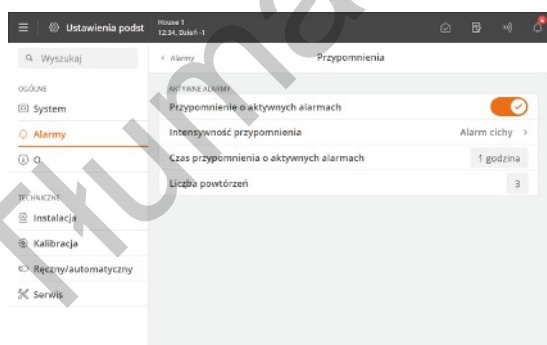 Ustawienia podst
House 1
12:34, Dzień -1
Wyszukaj
< Alarmy
Przypomnienia
OGÓLNE
System
Alarmy
O
TECHNICZNE
Instalacja
Kalibracja
Ręczny/automatyczny
Serwis
AKTYWNE ALARMY
Przypomnienie o aktywnych alarmach
Intensywność przypomnienia
Alarm cichy >
Czas przypomnienia o aktywnych alarmach
1 godzina
Liczba powtórzeń
3
Tłuma